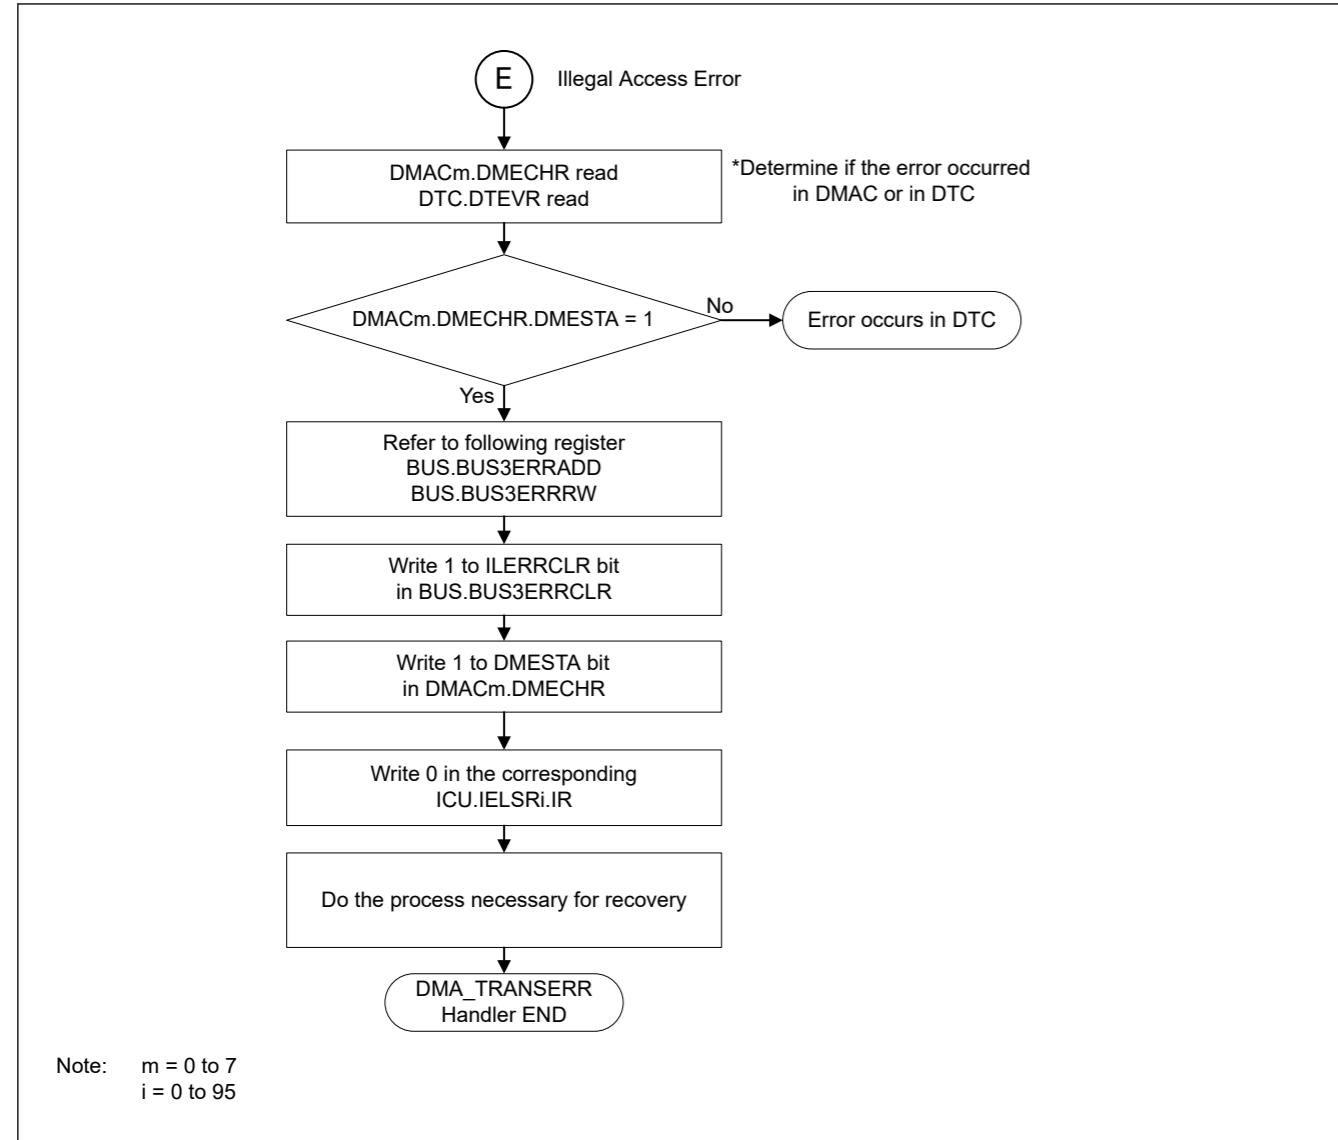 E
Illegal Access Error
DMACm.DMECHR read
DTC.DTEVR read
*Determine if the error occurred
in DMAC or in DTC
DMACm.DMECHR.DMESTA = 1
No
Error occurs in DTC
Yes
Refer to following register
BUS.BUS3ERRADD
BUS.BUS3ERRRW
Write 1 to ILERRCLR bit
in BUS.BUS3ERRCLR
Write 1 to DMESTA bit
in DMACm.DMECHR
Write 0 in the corresponding
ICU.IELSRi.IR
Do the process necessary for recovery
DMA_TRANSERR
Handler END
Note: m = 0 to 7
i = 0 to 95